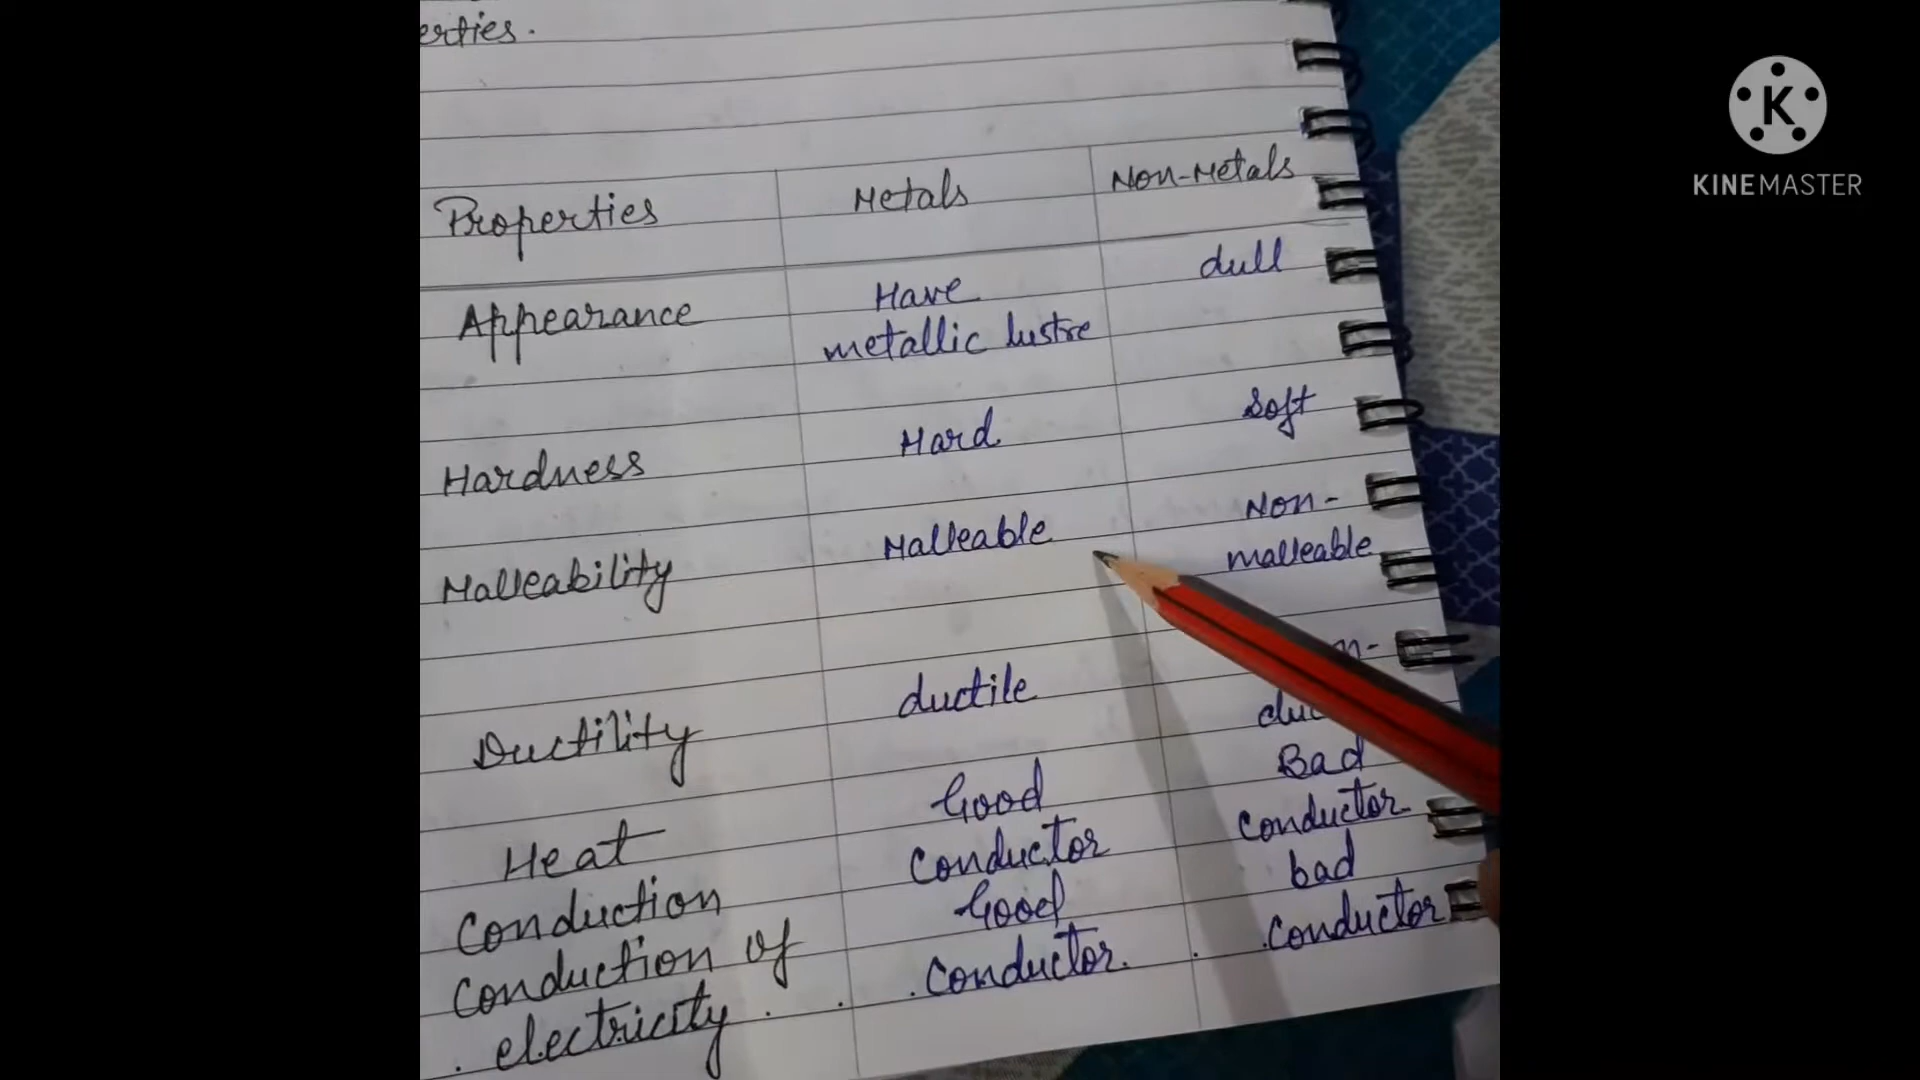 erties.
Properties Metals Non-Metals
Appearance Have dull
metallic lustre
Hardness Hard Soft
Malleability Malleable Non-
malleable
Ductility ductile
Heat Good Bad
conduction conductor conductor
conduction of Good bad
electricity. conductor. conductor
KINEMASTER